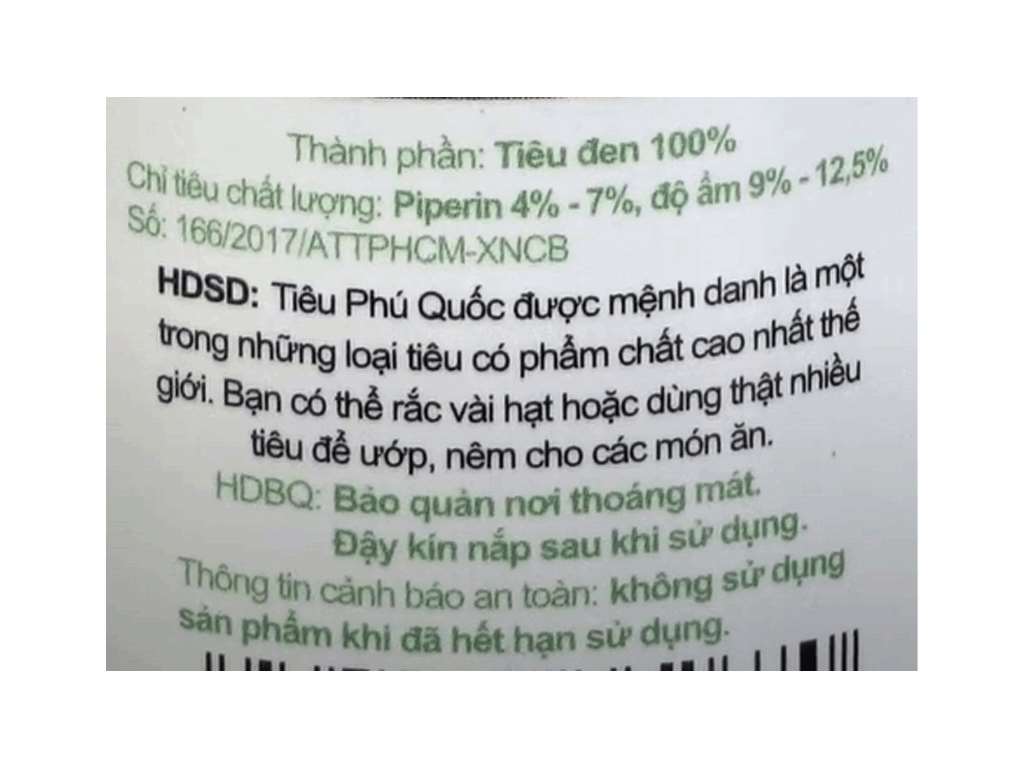 Thành phần: Tiêu đen 100%
Chỉ tiêu chất lượng: Piperin 4% - 7%, độ ẩm 9% - 12,5%
Số: 166/2017/ATTPHCM-XNCB
HDSD: Tiêu Phú Quốc được mệnh danh là một
trong những loại tiêu có phẩm chất cao nhất thế
giới. Bạn có thể rắc vài hạt hoặc dùng thật nhiều
tiêu để ướp, nêm cho các món ăn.
HDBQ: Bảo quản nơi thoáng mát.
Đậy kín nắp sau khi sử dụng.
Thông tin cảnh báo an toàn: không sử dụng
sản phẩm khi đã hết hạn sử dụng.